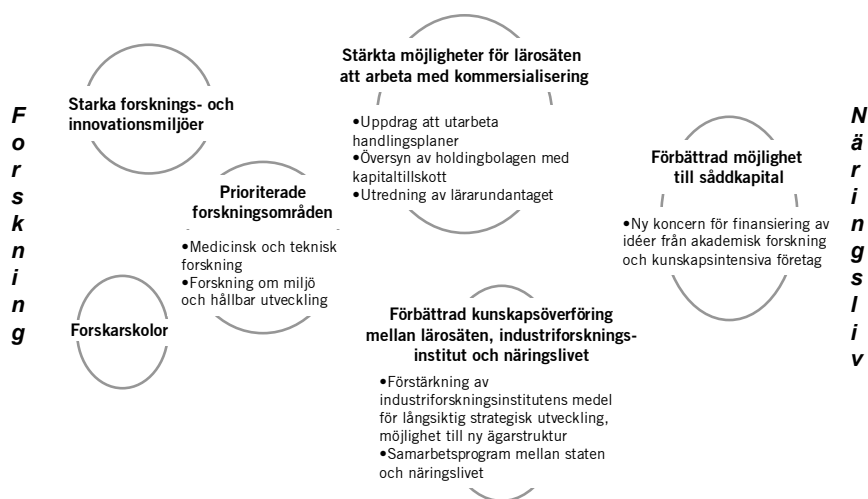 Forskning
Starka forsknings- och
innovationsmiljöer
Prioriterade
forskningsområden
•Medicinsk och teknisk
forskning
•Forskning om miljö
och hållbar utveckling
Forskarskolor
Stärkta möjligheter för lärosäten
att arbeta med kommersialisering
•Uppdrag att utarbeta
handlingsplaner
•Översyn av holdingbolagen med
kapitaltillskott
•Utredning av lärarundantaget
Förbättrad kunskapsöverföring
mellan lärosäten, industriforsknings-
institut och näringslivet
•Förstärkning av
industriforskningsinstitutens medel
för långsiktig strategisk utveckling,
möjlighet till ny ägarstruktur
•Samarbetsprogram mellan staten
och näringslivet
Förbättrad möjlighet
till såddkapital
•Ny koncern för finansiering av
idéer från akademisk forskning
och kunskapsintensiva företag
Näringsliv